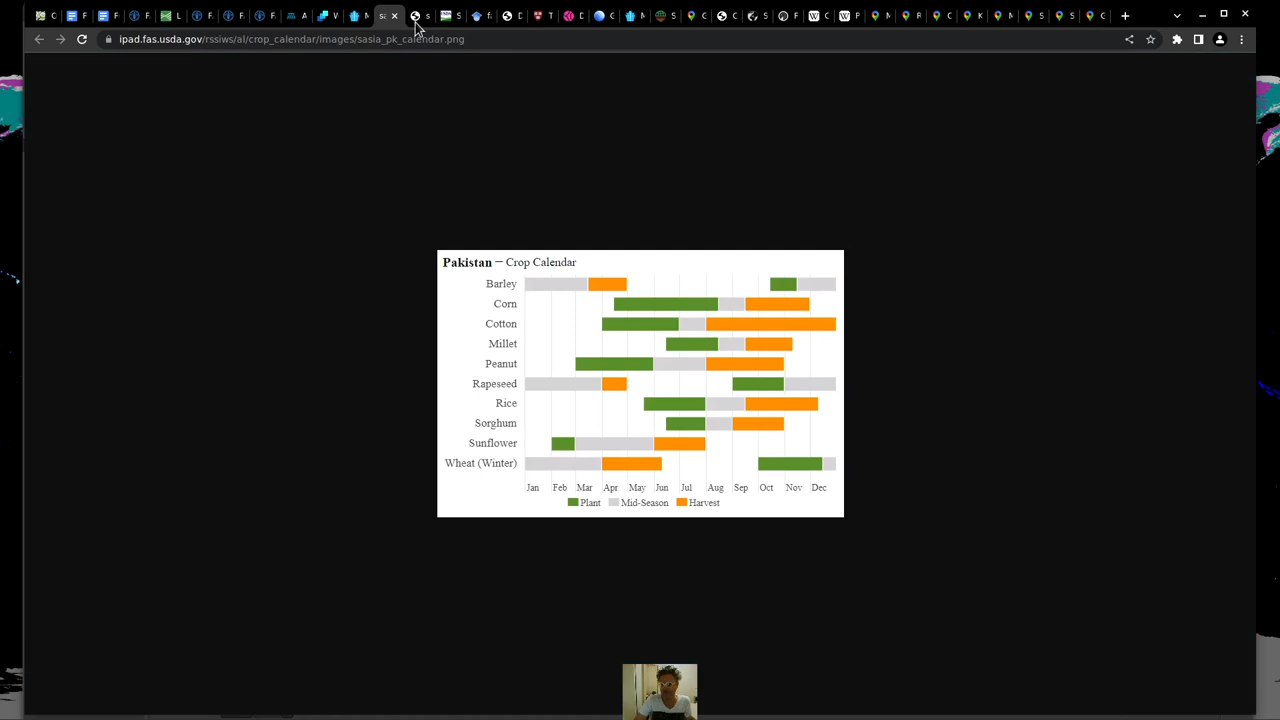 ipad.fas.usda.gov/rssiws/al/crop_calendar/images/sasia_pk_calendar.png
Pakistan — Crop Calendar
Barley
Corn
Cotton
Millet
Peanut
Rapeseed
Rice
Sorghum
Sunflower
Wheat (Winter)
Jan Feb Mar Apr May Jun Jul Aug Sep Oct Nov Dec
Plant Mid-Season Harvest